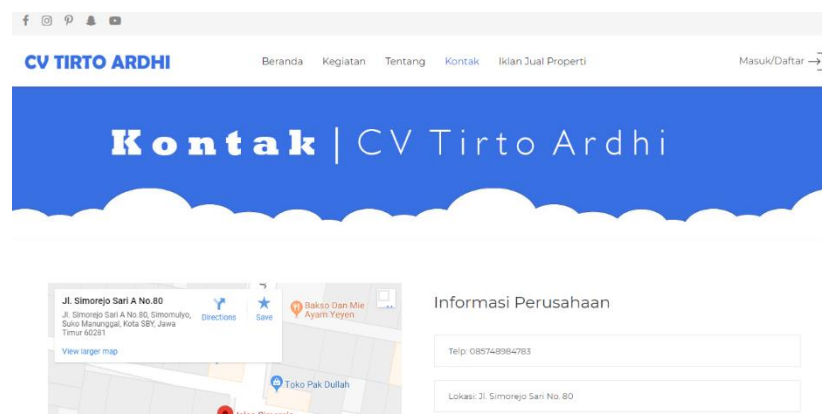 CV TIRTO ARDHI
Beranda Kegiatan Tentang Kontak Iklan Jual Properti
Masuk/Daftar
Kontak | CV Tirto Ardhi
Jl. Simorejo Sari A No.80
Jl. Simorejo Sari A No.80, Simomulyo,
Suko Manunggal, Kota SBY, Jawa
Timur 60281
Directions
Save
View larger map
Bakso Dan Mie
Ayam Yeyen
Toko Pak Dullah
Informasi Perusahaan
Telp: 085748984783
Lokasi: Jl. Simorejo Sari No. 80